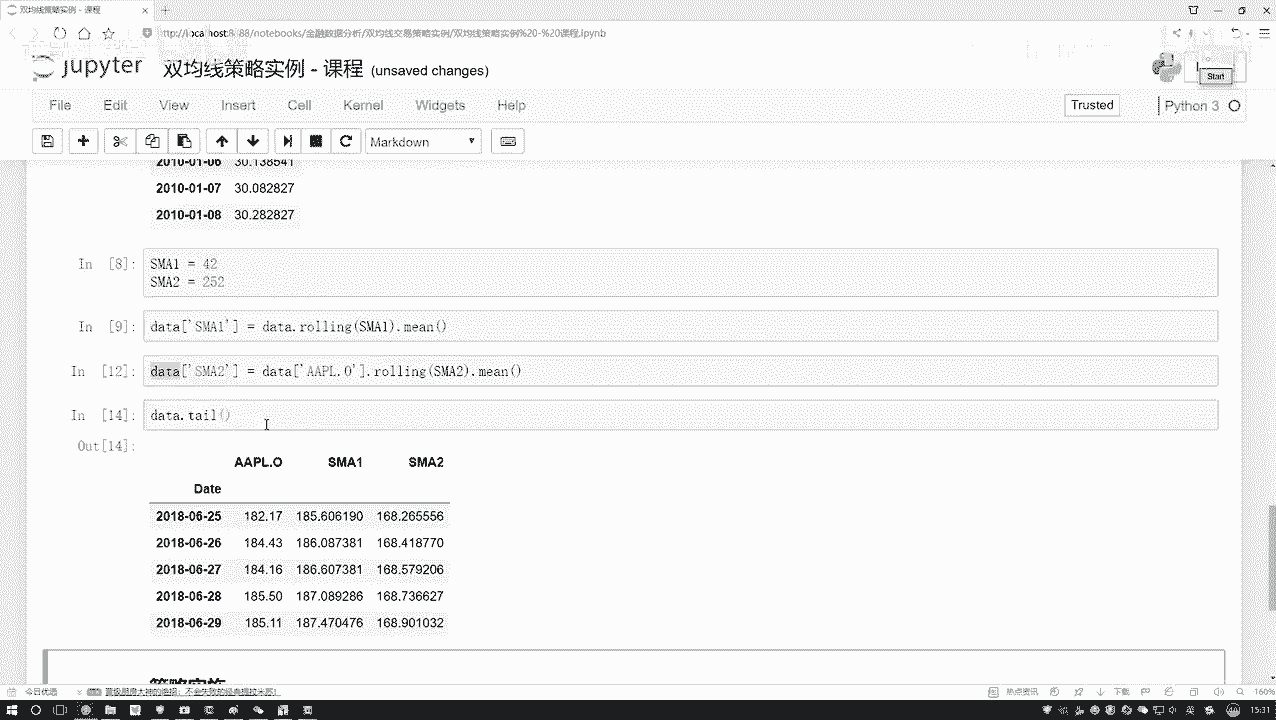 双均线策略实例 - 课程
localhost:8888/notebooks/金融数据分析/双均线交易策略实例/双均线策略实例%20-%20课程.ipynb
jupyter 双均线策略实例 - 课程 (unsaved changes)
Start
File Edit View Insert Cell Kernel Widgets Help
Trusted
Python 3
Markdown
2010-01-06 30.138541
2010-01-07 30.082827
2010-01-08 30.282827
In [8]:
SMA1 = 42
SMA2 = 252
In [9]: data['SMA1'] = data.rolling(SMA1).mean()
In [12]: data['SMA2'] = data['AAPL.O'].rolling(SMA2).mean()
In [14]: data.tail()
Out[14]:
AAPL.O SMA1 SMA2
Date
2018-06-25 182.17 185.606190 168.265556
2018-06-26 184.43 186.087381 168.418770
2018-06-27 184.16 186.607381 168.579206
2018-06-28 185.50 187.089286 168.736627
2018-06-29 185.11 187.470476 168.901032
今日优选
热点资讯
下载
160%
15:31